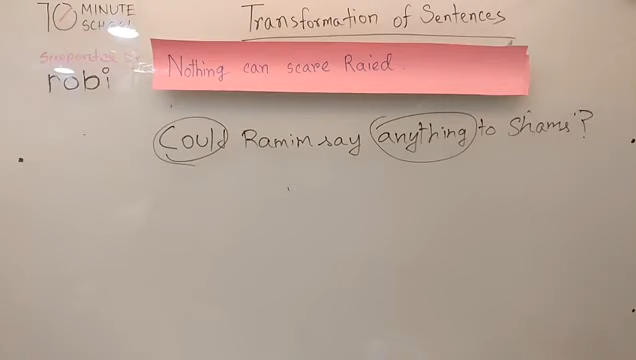 10 MINUTE SCHOOL
Transformation of Sentences
robi
Nothing can scare Raied.
Could Ramim say anything to Shams?